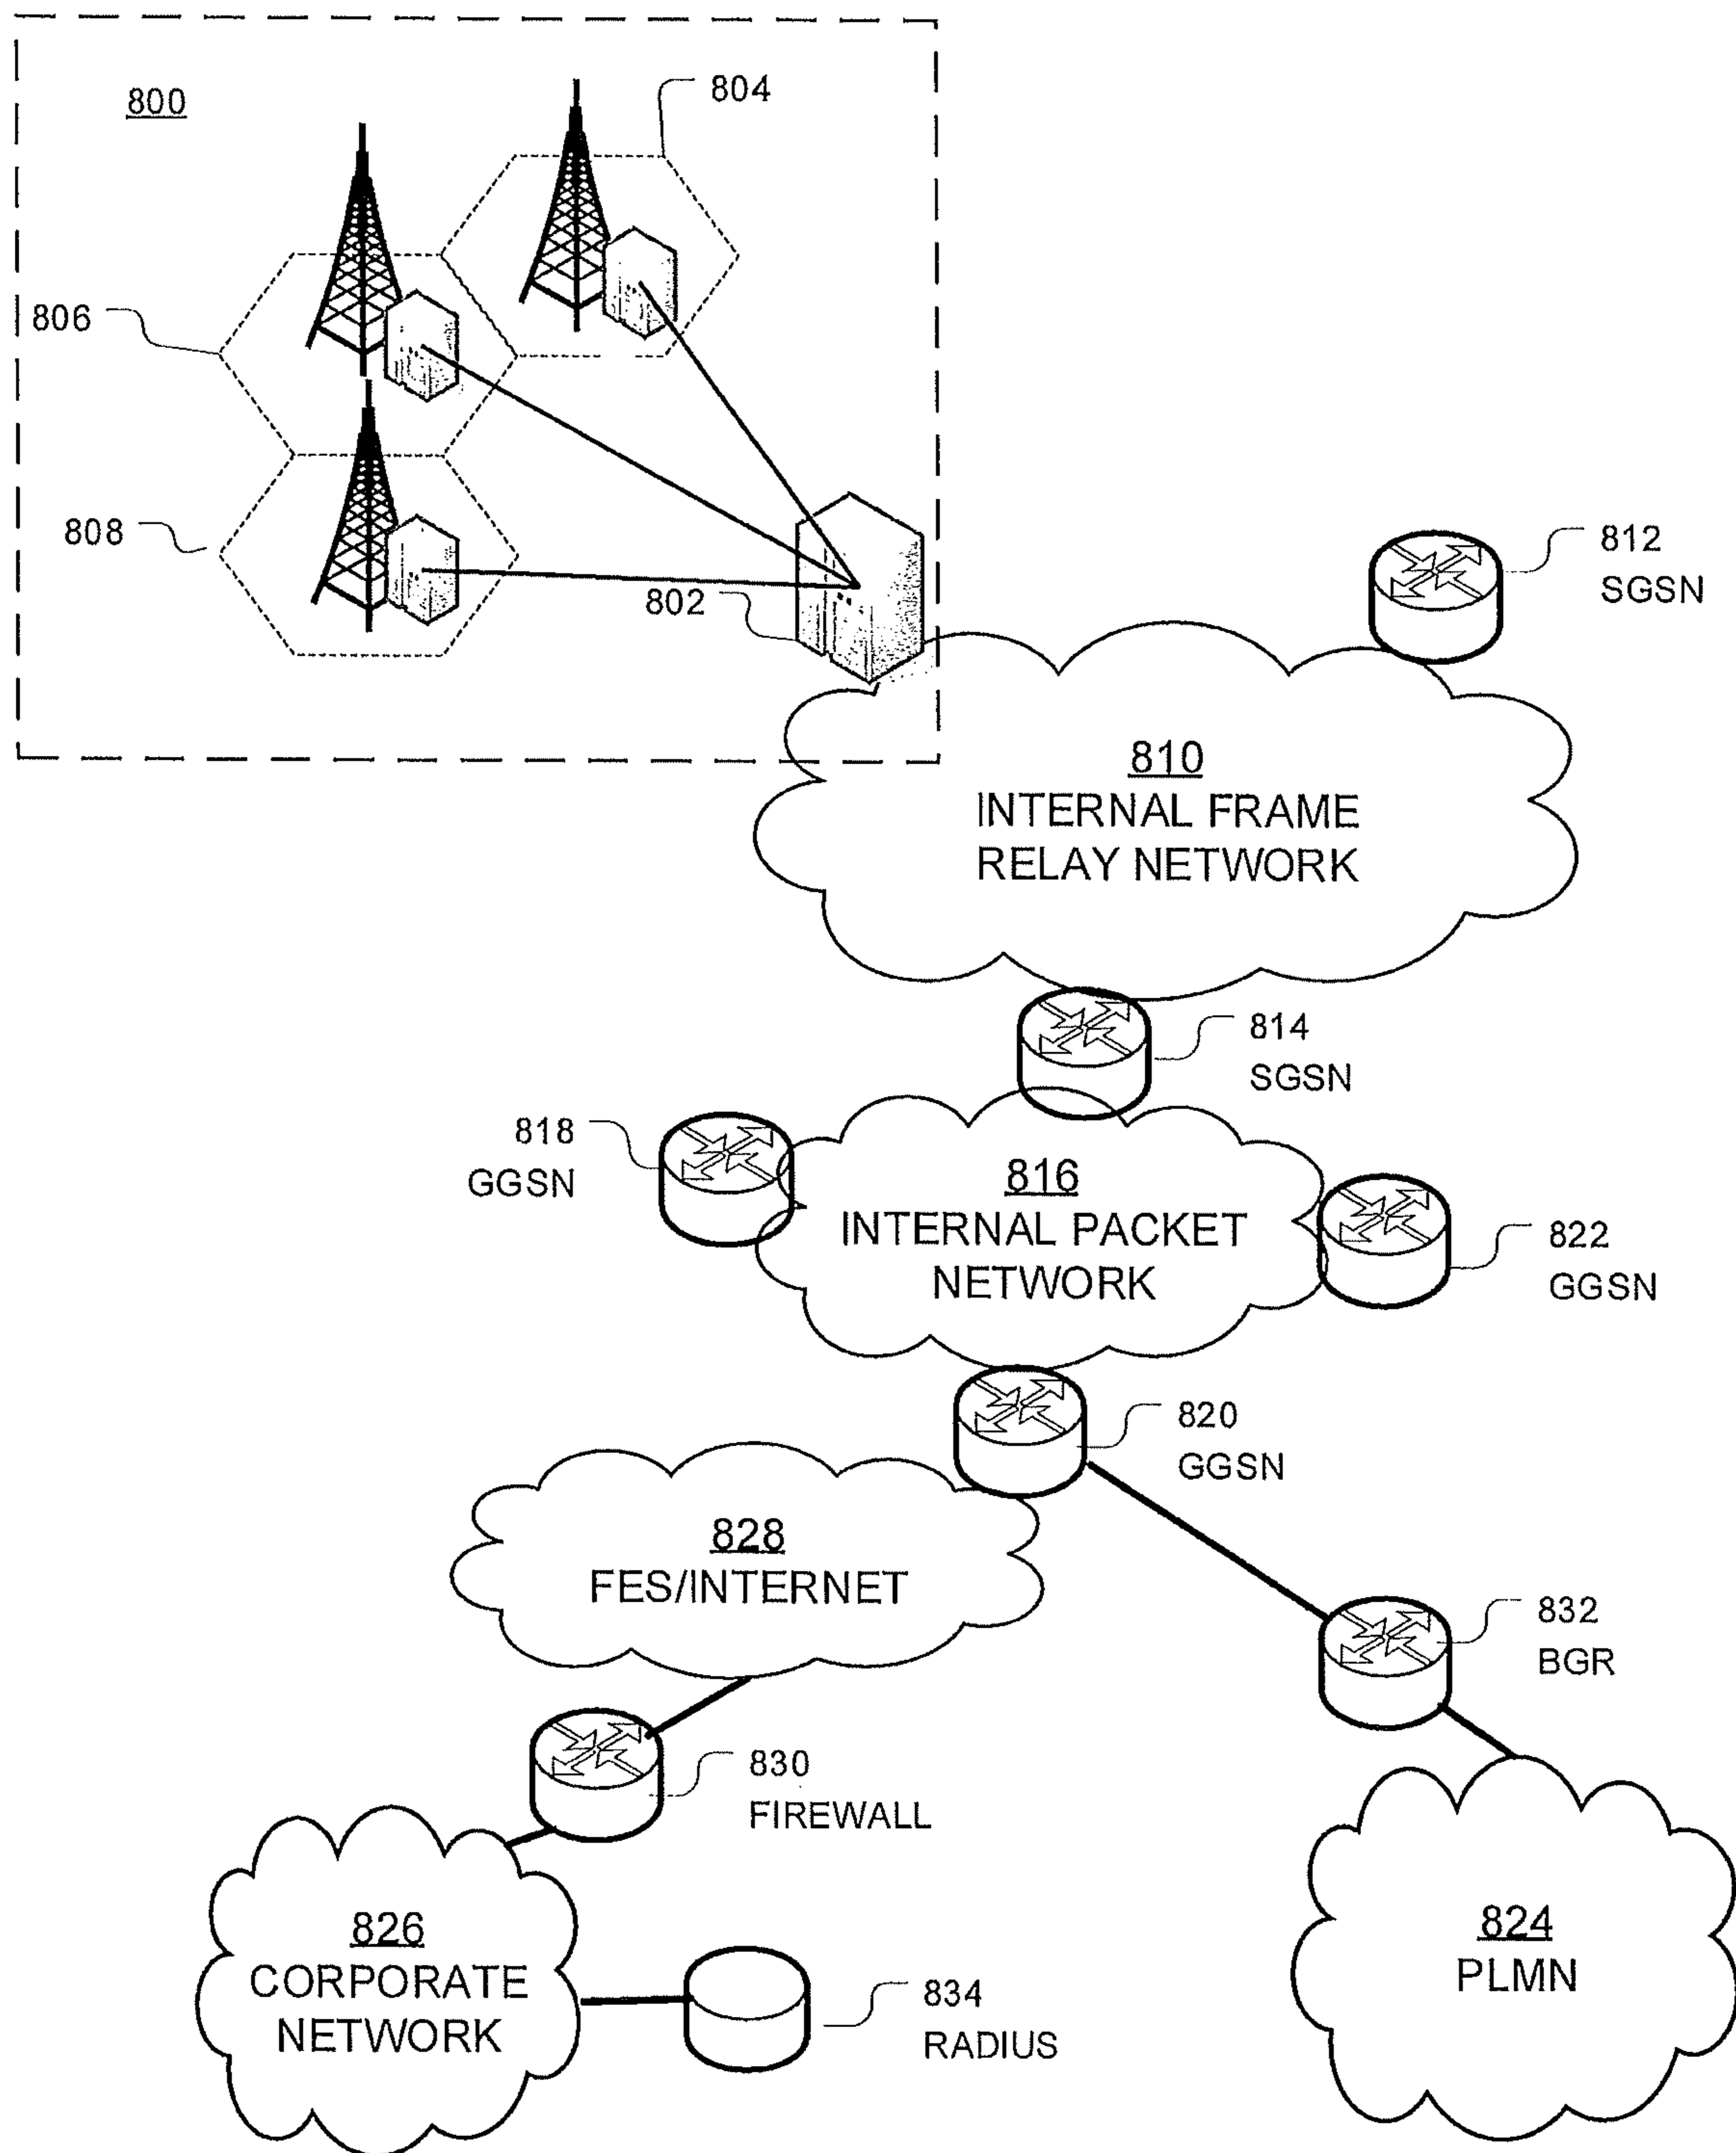 800
804
806
808
802
812
SGSN
810
INTERNAL FRAME
RELAY NETWORK
814
SGSN
818
GGSN
816
INTERNAL PACKET
NETWORK
822
GGSN
820
GGSN
828
FES/INTERNET
832
BGR
830
FIREWALL
826
CORPORATE
NETWORK
834
RADIUS
824
PLMN